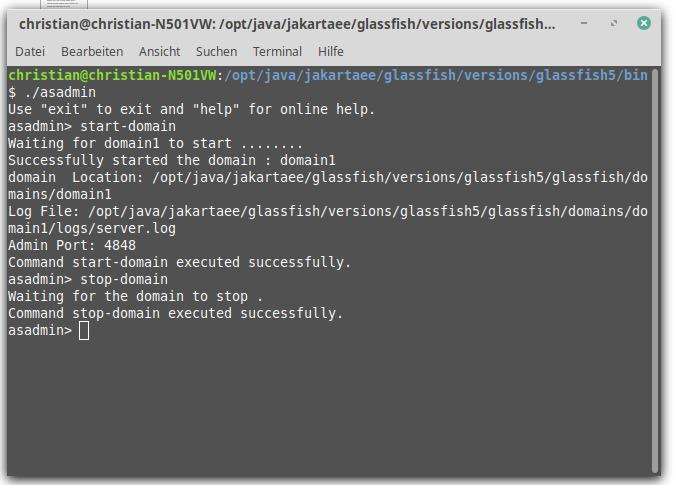 christian@christian-N501VW: /opt/java/jakartaee/glassfish/versions/glassfish...
Datei Bearbeiten Ansicht Suchen Terminal Hilfe
christian@christian-N501VW:/opt/java/jakartaee/glassfish/versions/glassfish5/bin
$ ./asadmin
Use "exit" to exit and "help" for online help.
asadmin> start-domain
Waiting for domain1 to start ........
Successfully started the domain : domain1
domain  Location: /opt/java/jakartaee/glassfish/versions/glassfish5/glassfish/do
mains/domain1
Log File: /opt/java/jakartaee/glassfish/versions/glassfish5/glassfish/domains/do
main1/logs/server.log
Admin Port: 4848
Command start-domain executed successfully.
asadmin> stop-domain
Waiting for the domain to stop .
Command stop-domain executed successfully.
asadmin>